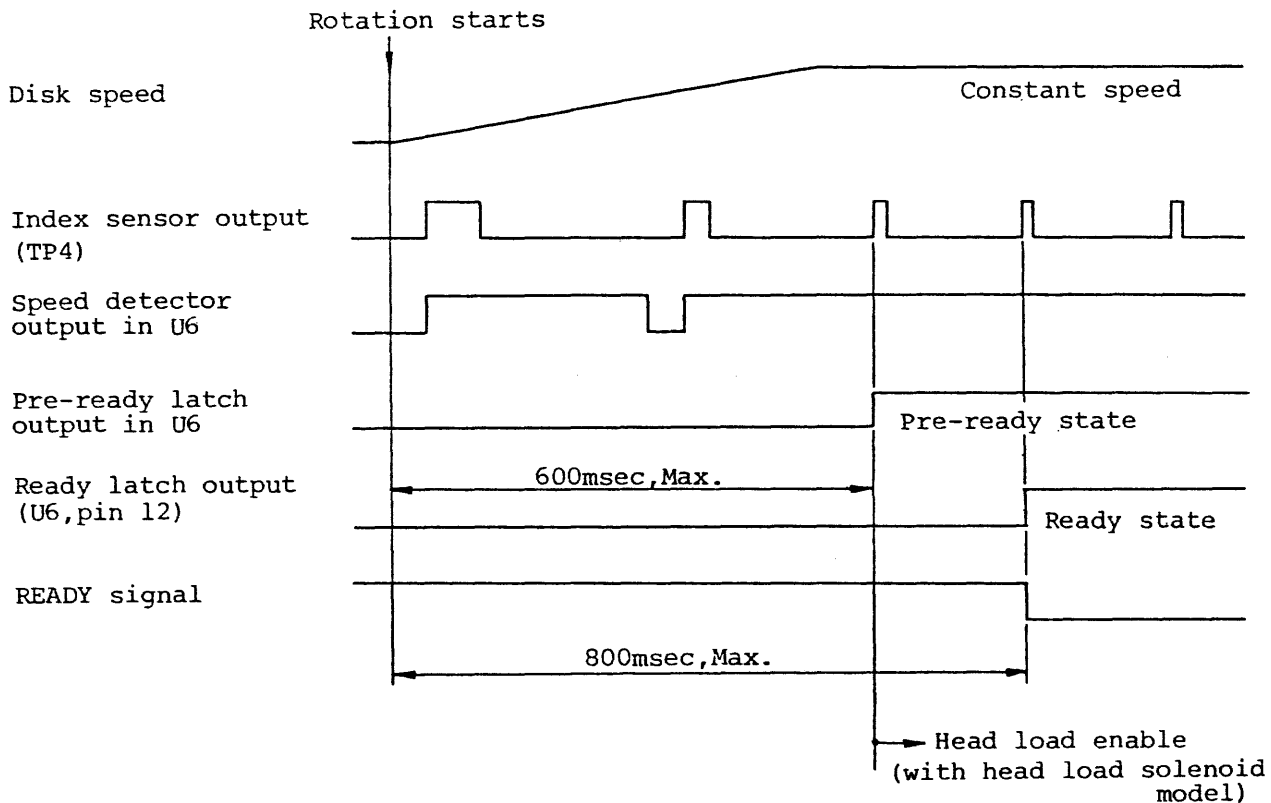 Rotation starts
Disk speed
Constant speed
Index sensor output
(TP4)
Speed detector
output in U6
Pre-ready latch
output in U6
Pre-ready state
600msec,Max.
Ready latch output
(U6,pin 12)
Ready state
READY signal
800msec,Max.
Head load enable
(with head load solenoid
model)